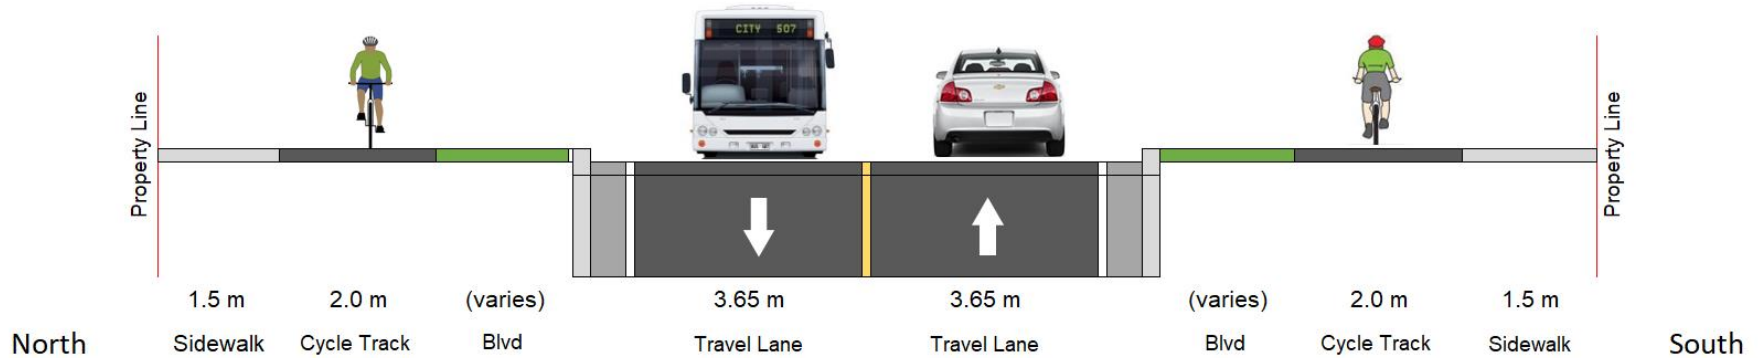 CITY 507
Property Line
Property Line
1.5 m 2.0 m (varies) 3.65 m 3.65 m (varies) 2.0 m 1.5 m
North Sidewalk Cycle Track Blvd Travel Lane Travel Lane Blvd Cycle Track Sidewalk South